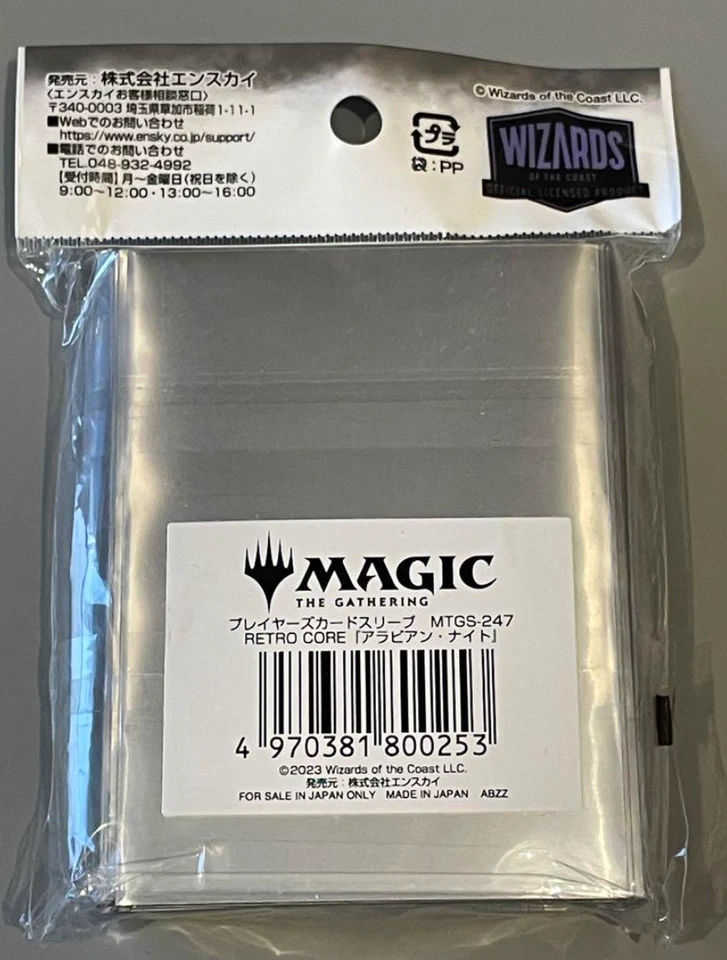 発売元：株式会社エンスカイ
〈エンスカイお客様相談窓口〉
〒340-0003 埼玉県草加市稲荷1-11-1
■Webでのお問い合わせ
https://www.ensky.co.jp/support/
■電話でのお問い合わせ
TEL.048-932-4992
【受付時間】月～金曜日(祝日を除く)
9:00～12:00・13:00～16:00
プラ
袋：PP
© Wizards of the Coast LLC.
WIZARDS
OF THE COAST
OFFICIAL LICENSED PRODUCT
MAGIC
THE GATHERING
プレイヤーズカードスリーブ MTGS-247
RETRO CORE『アラビアン・ナイト』
4 970381 800253
©2023 Wizards of the Coast LLC.
発売元：株式会社エンスカイ
FOR SALE IN JAPAN ONLY MADE IN JAPAN ABZZ